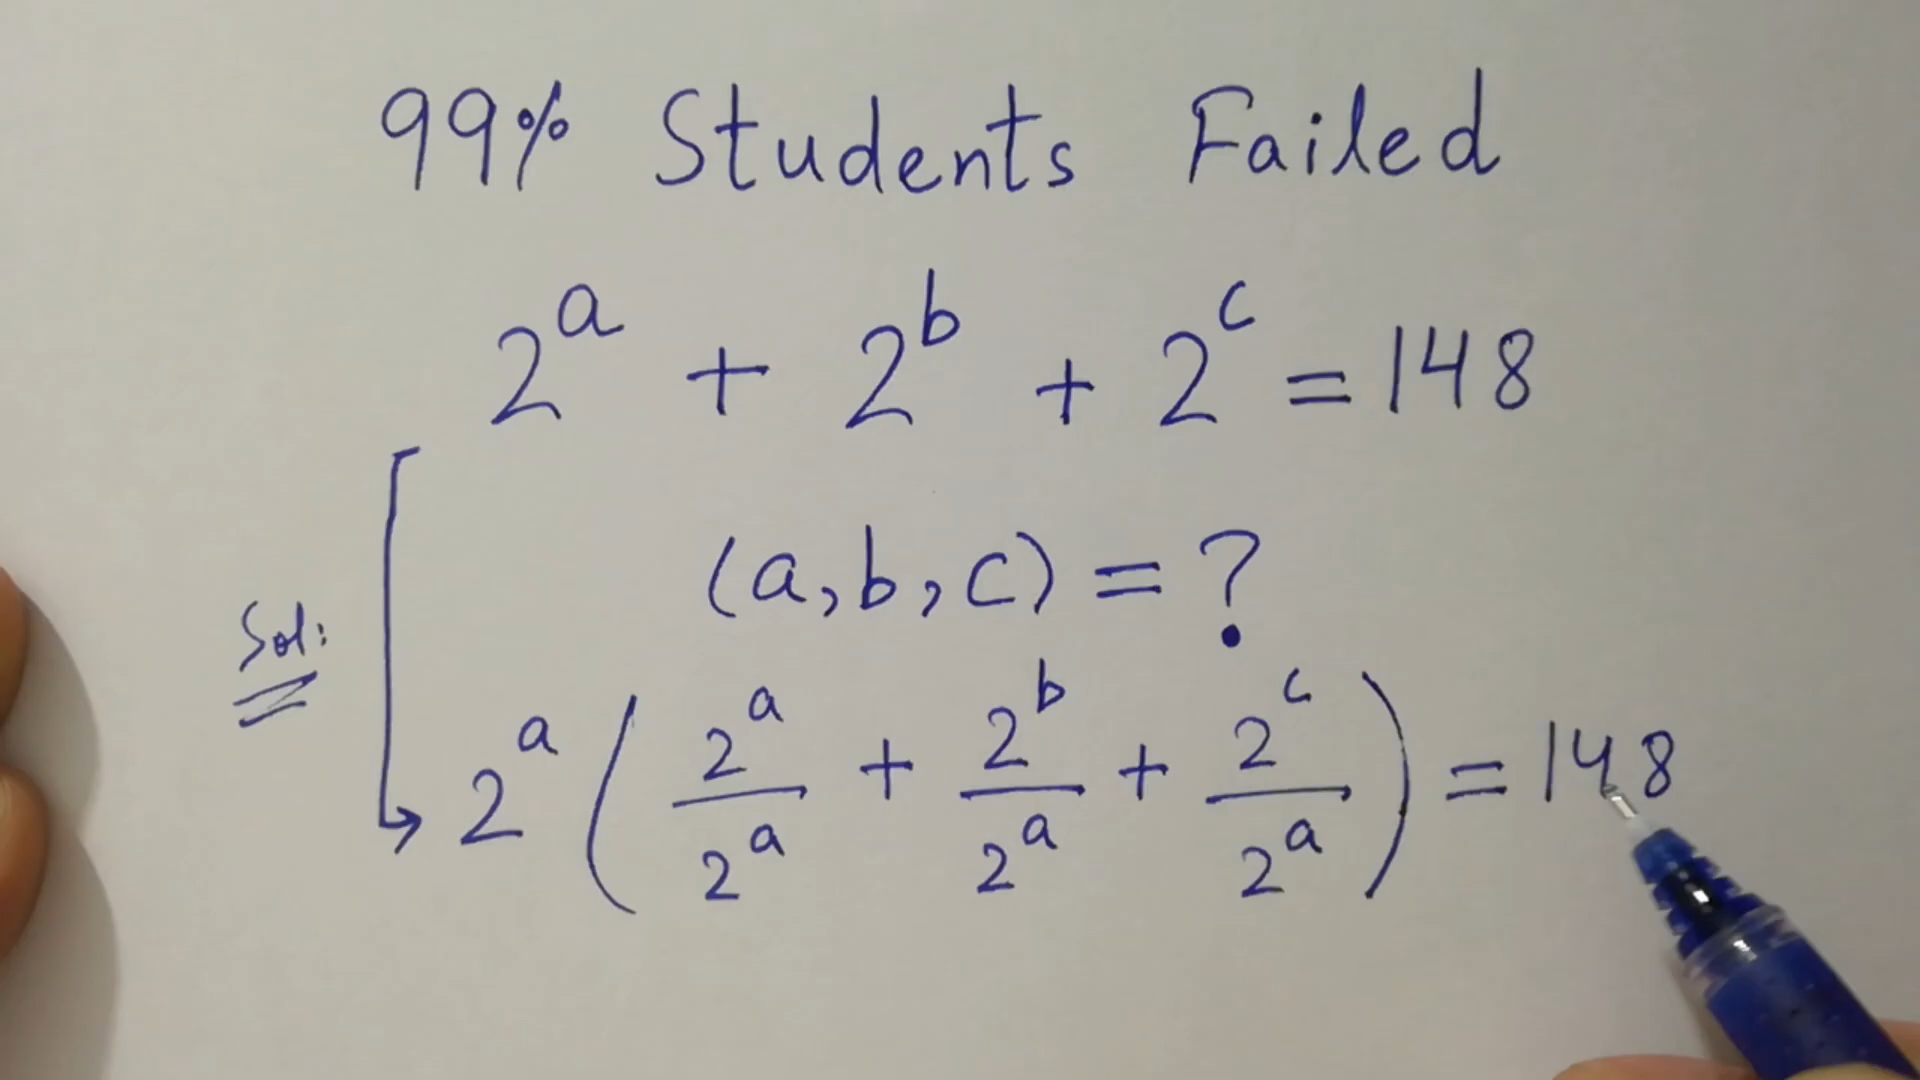 99% Students Failed
2^a + 2^b + 2^c = 148
(a, b, c) = ?
Sol:
2^a ( 2^a/2^a + 2^b/2^a + 2^c/2^a ) = 148